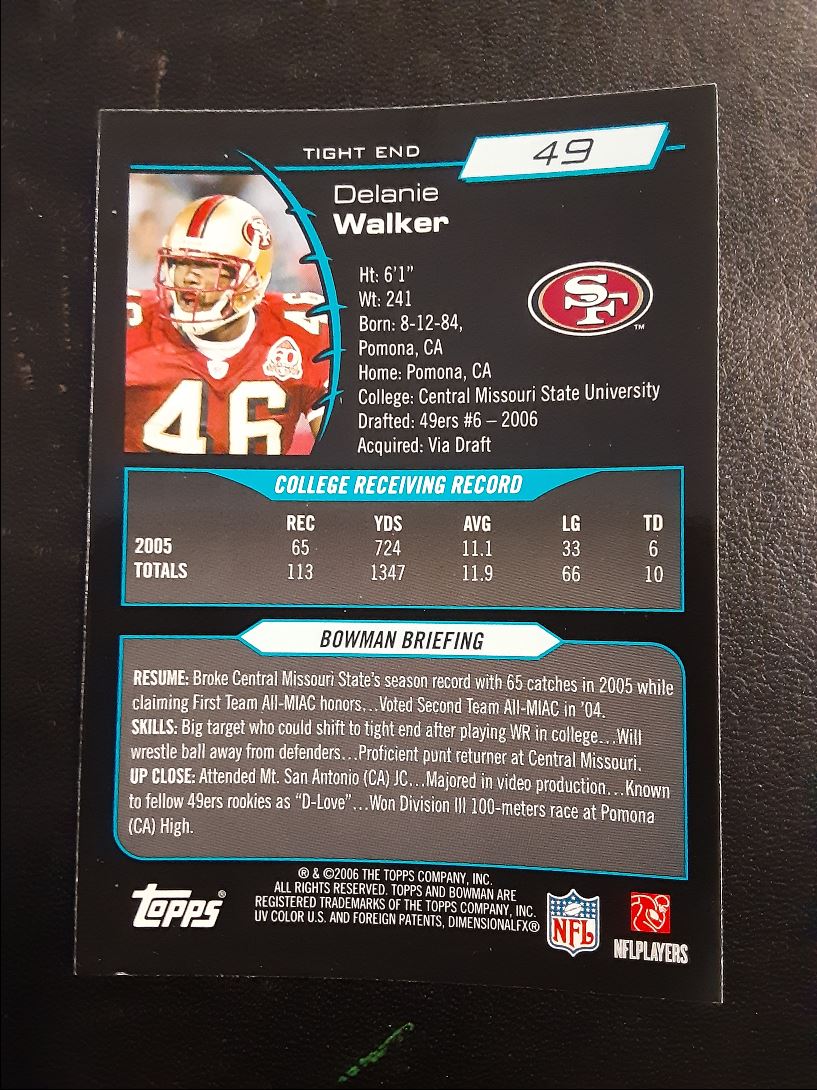 TIGHT END
49
Delanie
Walker
Ht: 6'1"
Wt: 241
Born: 8-12-84,
Pomona, CA
Home: Pomona, CA
College: Central Missouri State University
Drafted: 49ers #6 – 2006
Acquired: Via Draft
SF
TM
46
46
COLLEGE RECEIVING RECORD
REC YDS AVG LG TD
2005 65 724 11.1 33 6
TOTALS 113 1347 11.9 66 10
BOWMAN BRIEFING
RESUME: Broke Central Missouri State's season record with 65 catches in 2005 while
claiming First Team All-MIAC honors...Voted Second Team All-MIAC in '04.
SKILLS: Big target who could shift to tight end after playing WR in college...Will
wrestle ball away from defenders...Proficient punt returner at Central Missouri.
UP CLOSE: Attended Mt. San Antonio (CA) JC...Majored in video production...Known
to fellow 49ers rookies as "D-Love"...Won Division III 100-meters race at Pomona
(CA) High.
® & ©2006 THE TOPPS COMPANY, INC.
ALL RIGHTS RESERVED. TOPPS AND BOWMAN ARE
REGISTERED TRADEMARKS OF THE TOPPS COMPANY, INC.
UV COLOR U.S. AND FOREIGN PATENTS, DIMENSIONALFX®
Topps®
NFL
NFLPLAYERS